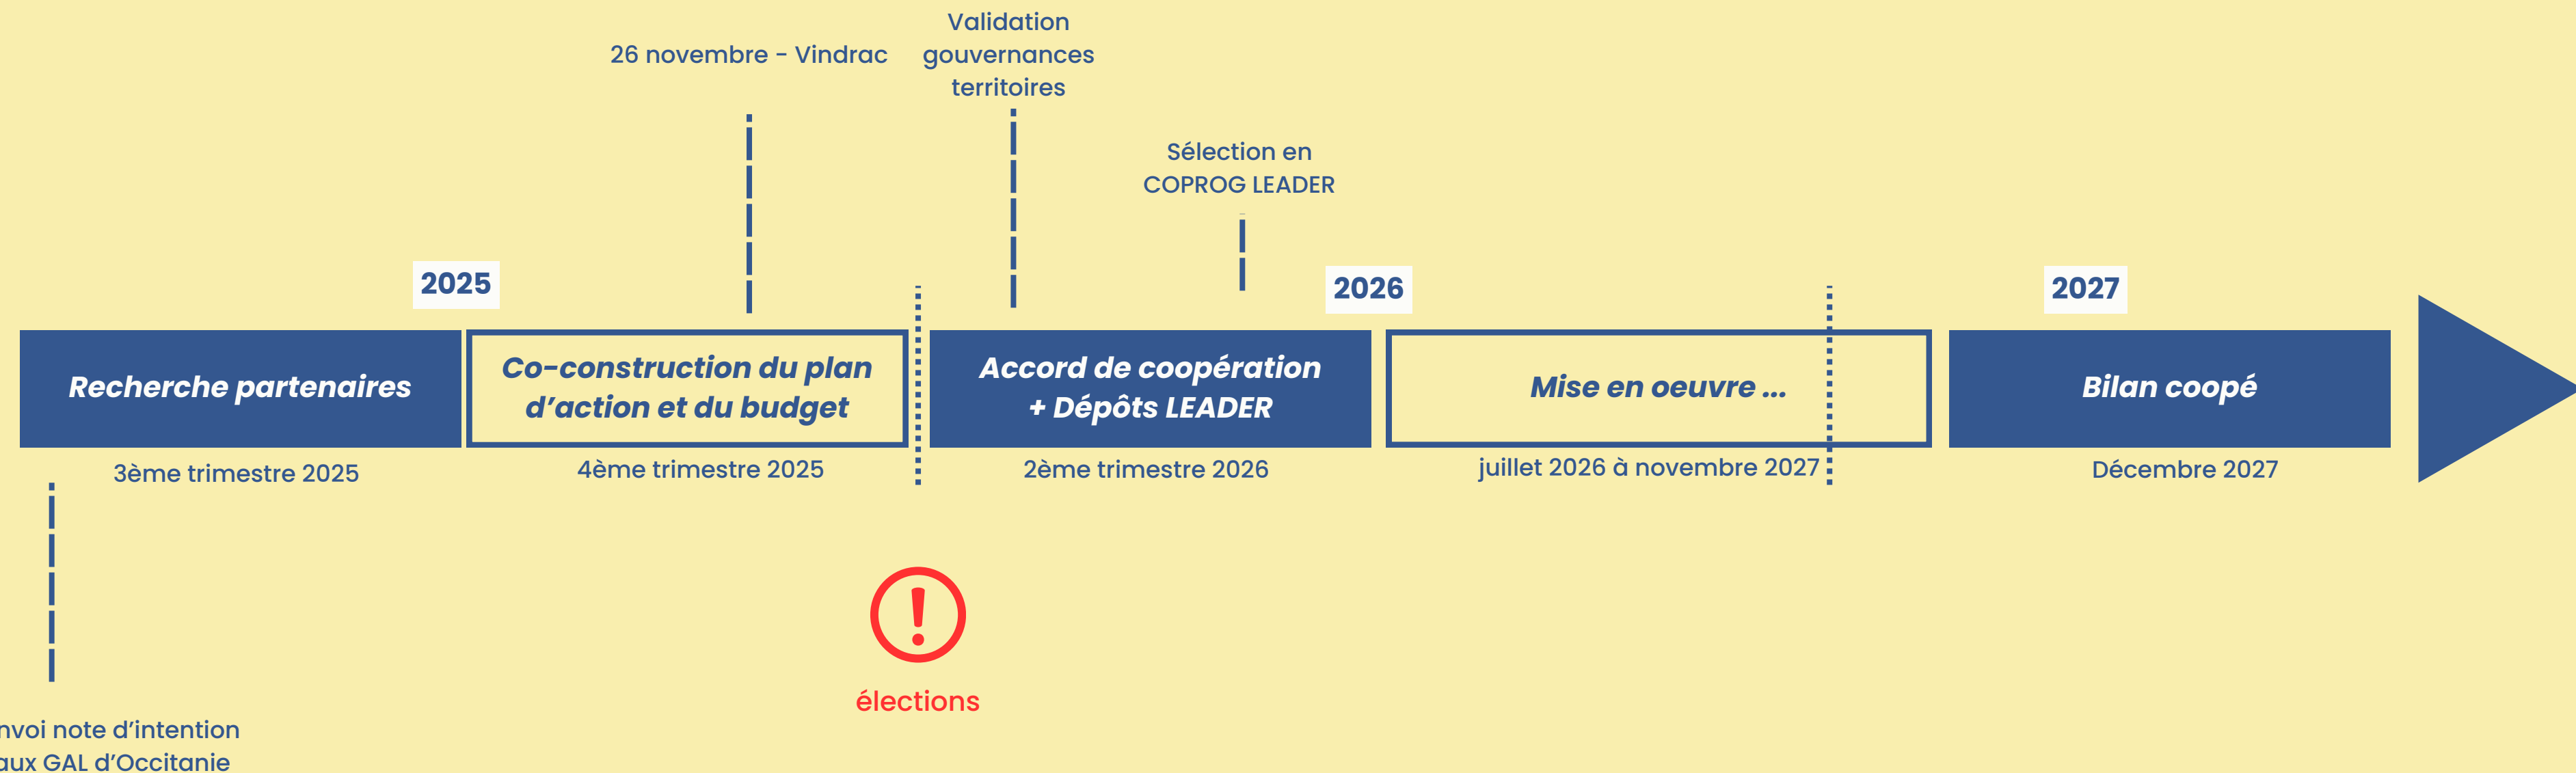 Validation
gouvernances
territoires
26 novembre - Vindrac
Sélection en
COPROG LEADER
2025
2026
2027
Recherche partenaires
Co-construction du plan
d’action et du budget
Accord de coopération
+ Dépôts LEADER
Mise en oeuvre ...
Bilan coopé
3ème trimestre 2025
4ème trimestre 2025
2ème trimestre 2026
juillet 2026 à novembre 2027
Décembre 2027
!
élections
nvoi note d’intention
aux GAL d’Occitanie